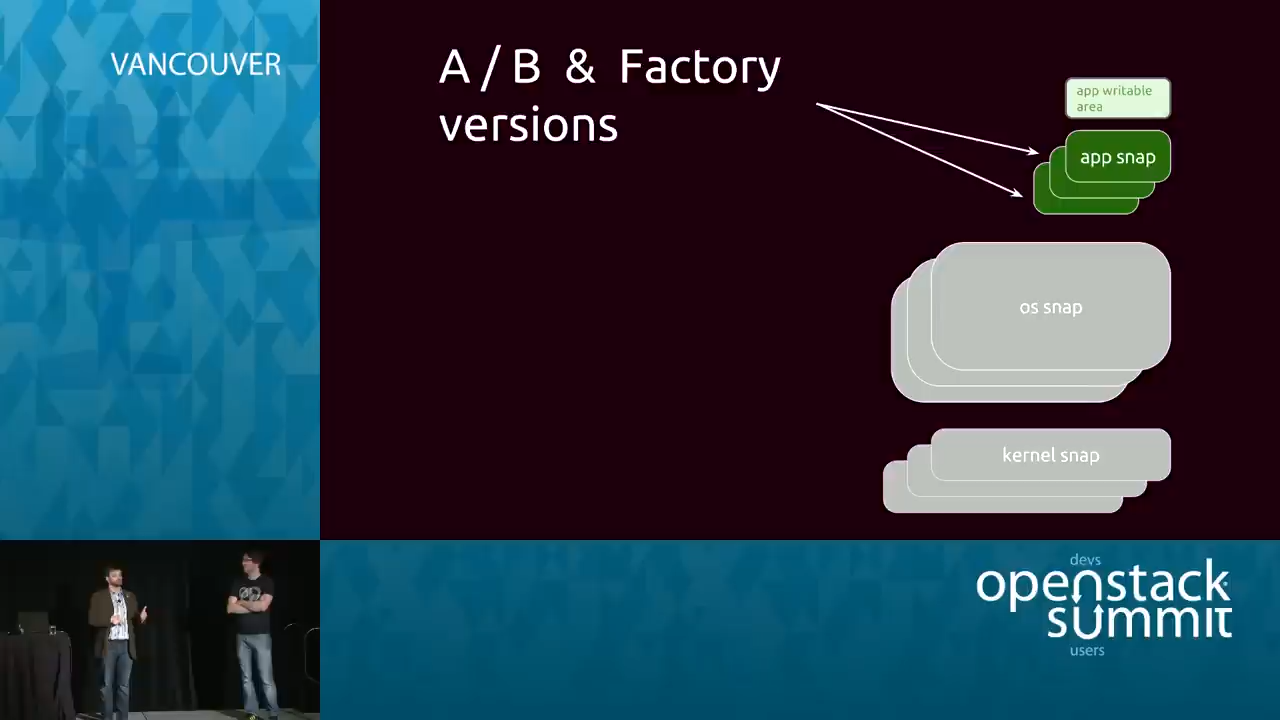 VANCOUVER
A / B & Factory
versions
app writable
area
app snap
os snap
kernel snap
devs
openstack
summit
users